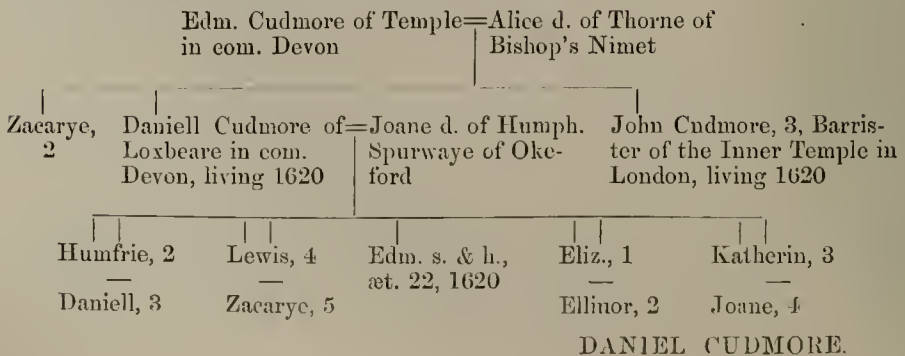 Edm. Cudmore of Temple=Alice d. of Thorne of
in com. Devon Bishop's Nimet
Zacarye, 2
Daniell Cudmore of=Joane d. of Humph.
Loxbeare in com. Spurwaye of Oke-
Devon, living 1620 ford
John Cudmore, 3, Barris-
ter of the Inner Temple in
London, living 1620
Humfrie, 2
Daniell, 3
Lewis, 4
Zacarye, 5
Edm. s. & h.,
æt. 22, 1620
Eliz., 1
Ellinor, 2
Katherin, 3
Joane, 4
DANIEL CUDMORE.